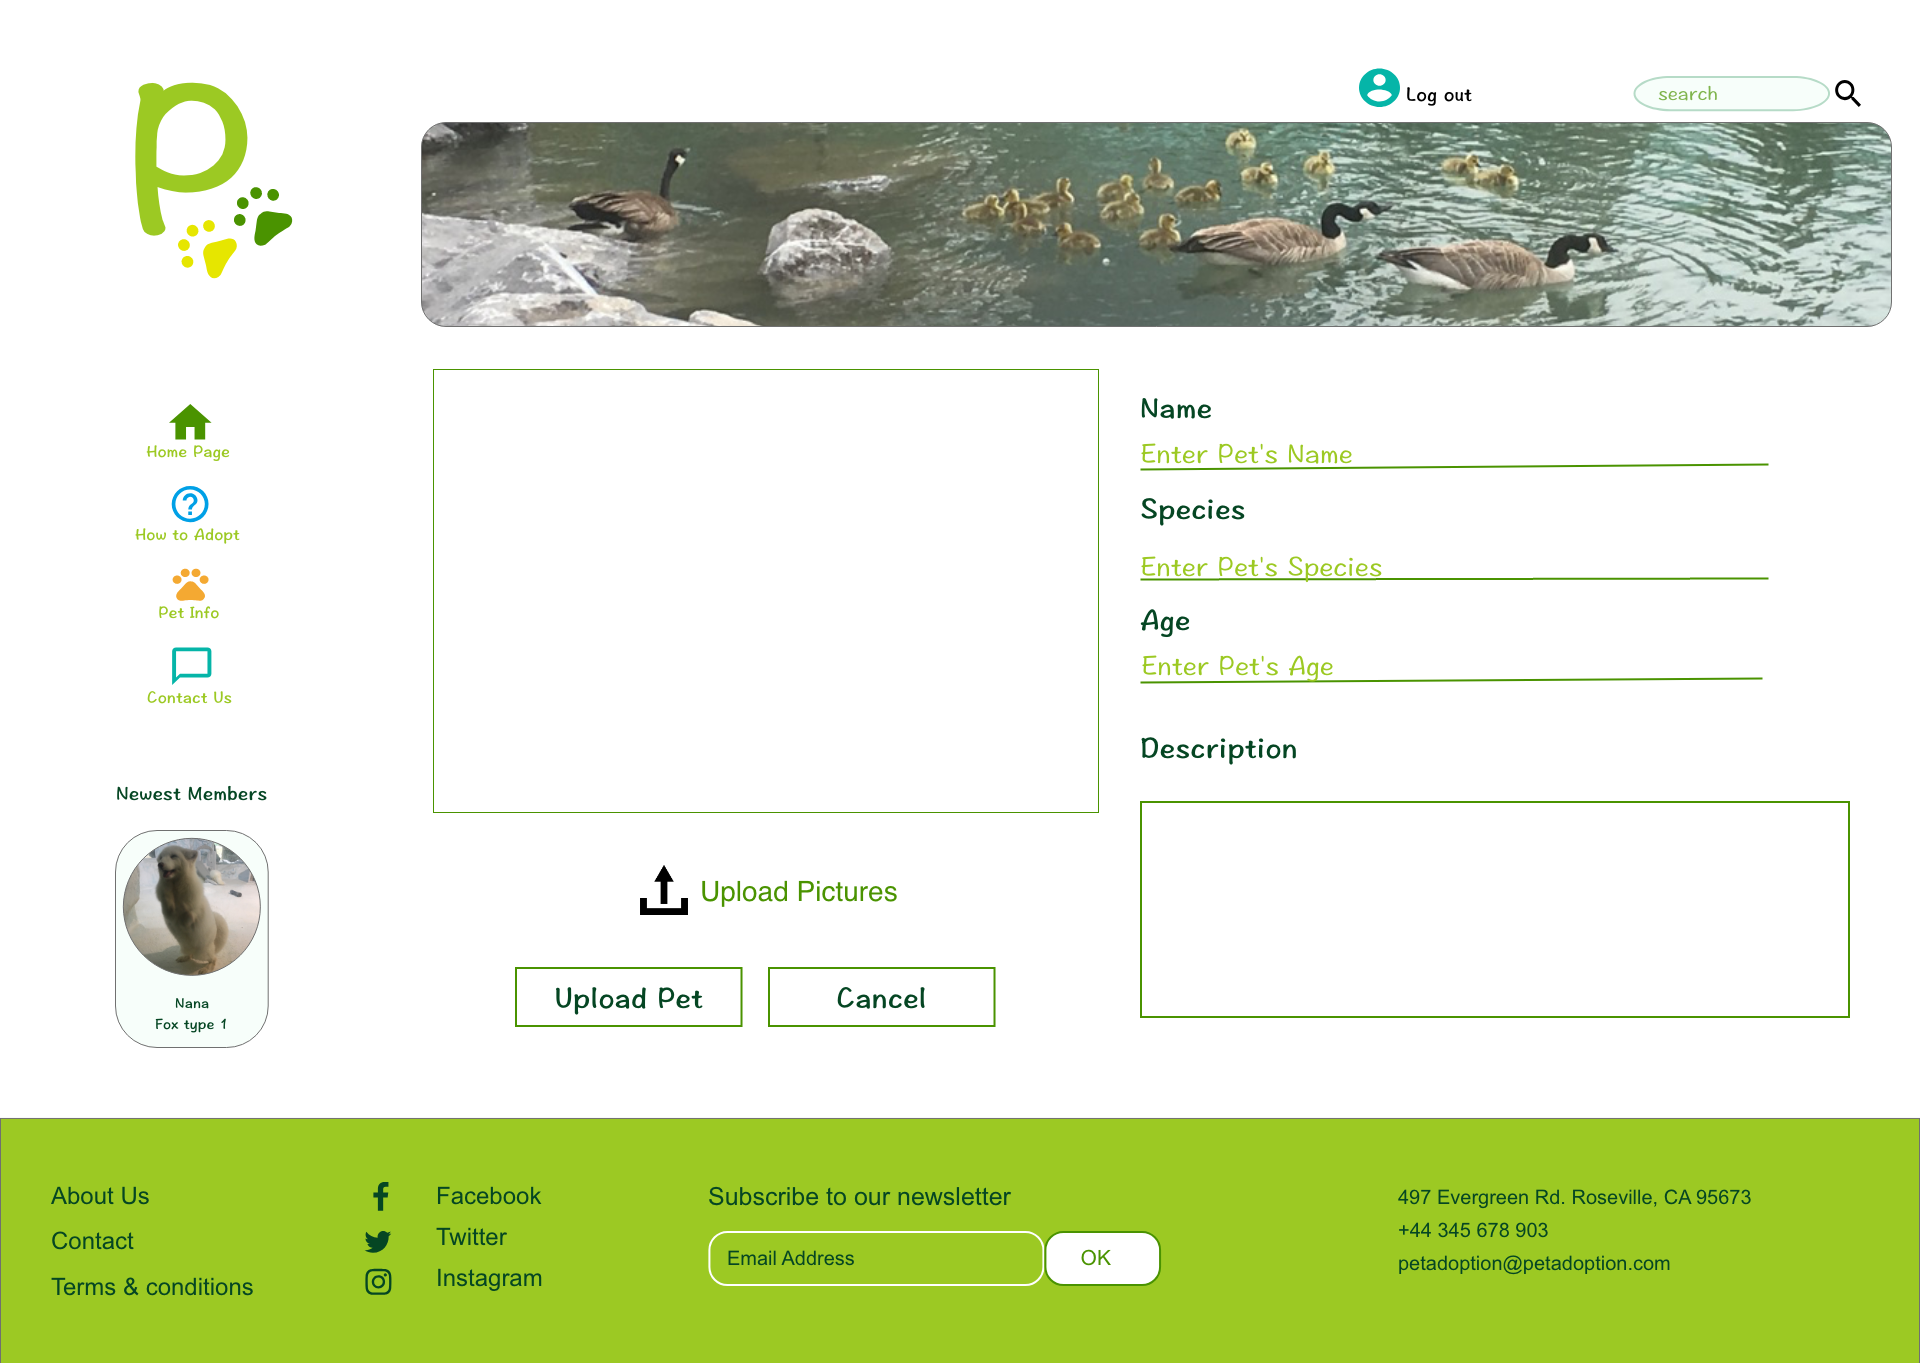 p
Log out
search
Home Page
How to Adopt
Pet Info
Contact Us
Newest Members
Nana
Fox type 1
Upload Pictures
Upload Pet
Cancel
Name
Enter Pet's Name
Species
Enter Pet's Species
Age
Enter Pet's Age
Description
About Us
Contact
Terms & conditions
Facebook
Twitter
Instagram
Subscribe to our newsletter
Email Address
OK
497 Evergreen Rd. Roseville, CA 95673
+44 345 678 903
petadoption@petadoption.com